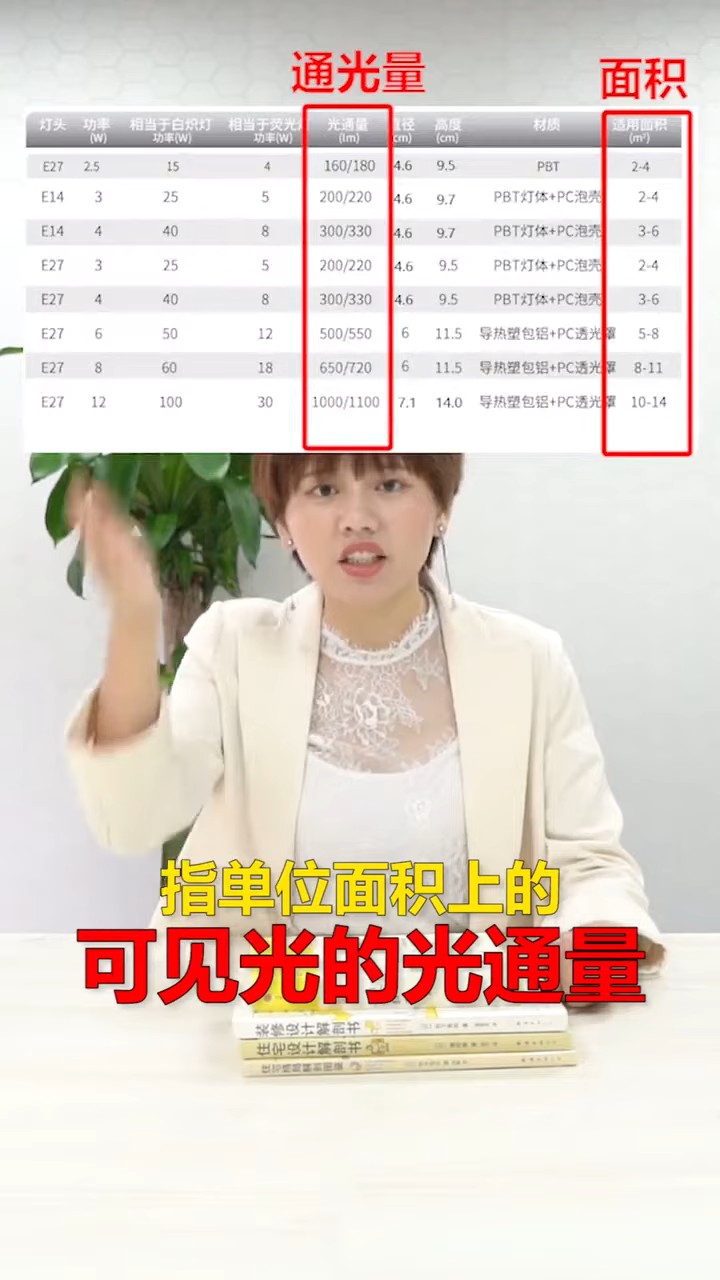 通光量 面积
灯头 功率(W) 相当于白炽灯功率(W) 相当于荧光 功率(W) 光通量(lm) 直径(cm) 高度(cm) 材质 适用面积(m²)
E27 2.5 15 4 160/180 4.6 9.5 PBT 2-4
E14 3 25 5 200/220 4.6 9.7 PBT灯体+PC泡壳 2-4
E14 4 40 8 300/330 4.6 9.7 PBT灯体+PC泡壳 3-6
E27 3 25 5 200/220 4.6 9.5 PBT灯体+PC泡壳 2-4
E27 4 40 8 300/330 4.6 9.5 PBT灯体+PC泡壳 3-6
E27 6 50 12 500/550 6 11.5 导热塑包铝+PC透光罩 5-8
E27 8 60 18 650/720 6 11.5 导热塑包铝+PC透光罩 8-11
E27 12 100 30 1000/1100 7.1 14.0 导热塑包铝+PC透光罩 10-14
指单位面积上的
可见光的光通量
装修设计解剖书
住宅设计解剖书